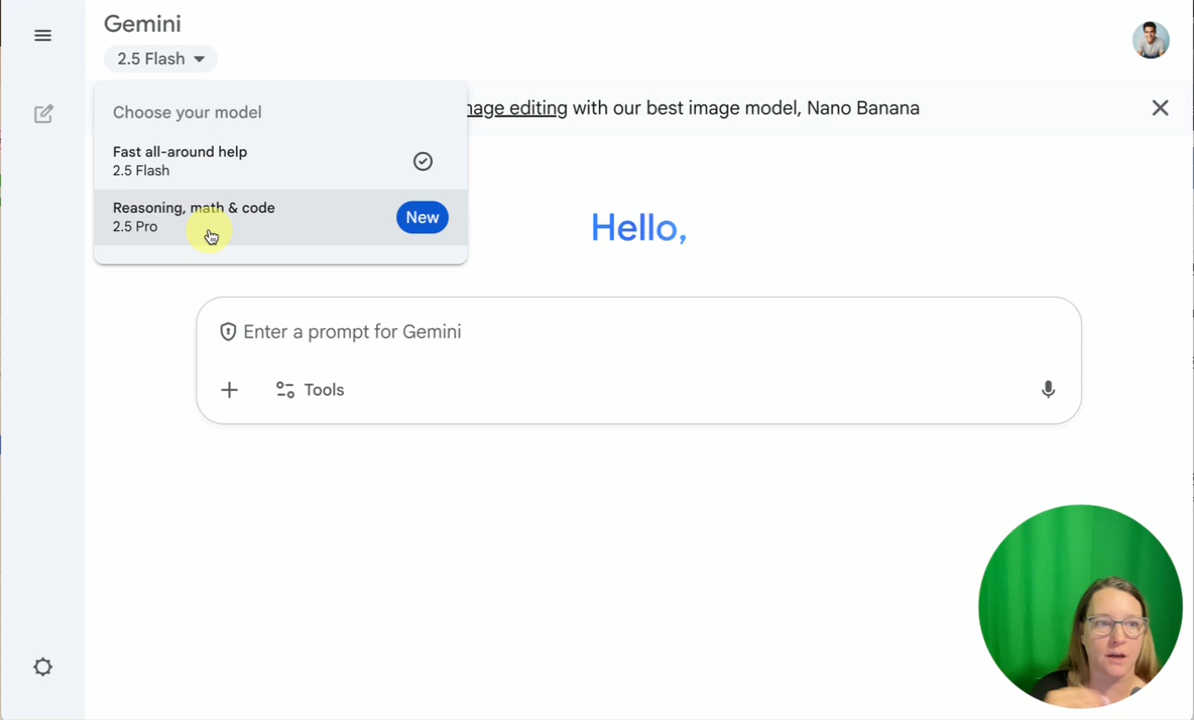 Gemini
2.5 Flash
Choose your model
Fast all-around help
2.5 Flash
Reasoning, math & code
2.5 Pro
New
editing with our best image model, Nano Banana
Hello,
Enter a prompt for Gemini
Tools